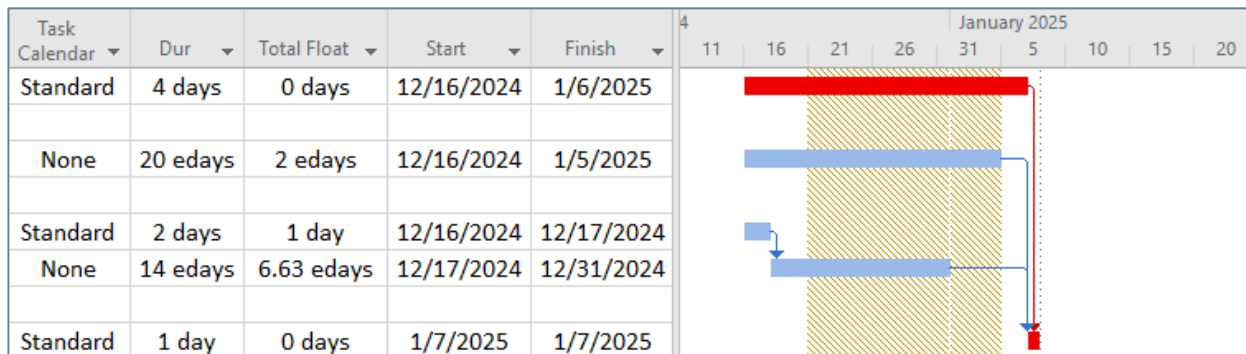 4 January 2025
Task Calendar Dur Total Float Start Finish 11 16 21 26 31 5 10 15 20
Standard 4 days 0 days 12/16/2024 1/6/2025
None 20 edays 2 edays 12/16/2024 1/5/2025
Standard 2 days 1 day 12/16/2024 12/17/2024
None 14 edays 6.63 edays 12/17/2024 12/31/2024
Standard 1 day 0 days 1/7/2025 1/7/2025